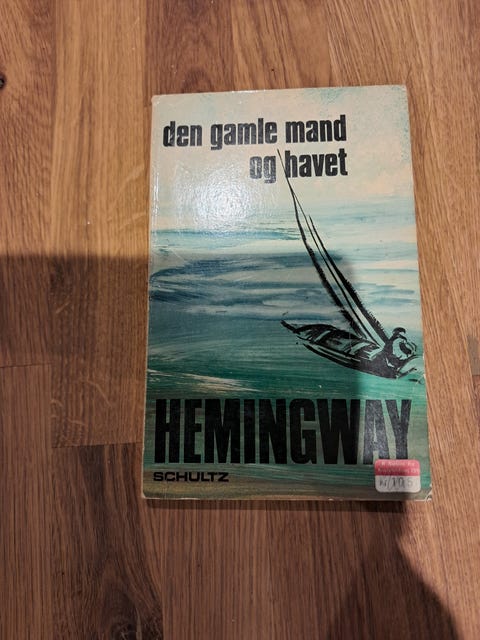 den gamle mand
og havet
HEMINGWAY
SCHULTZ